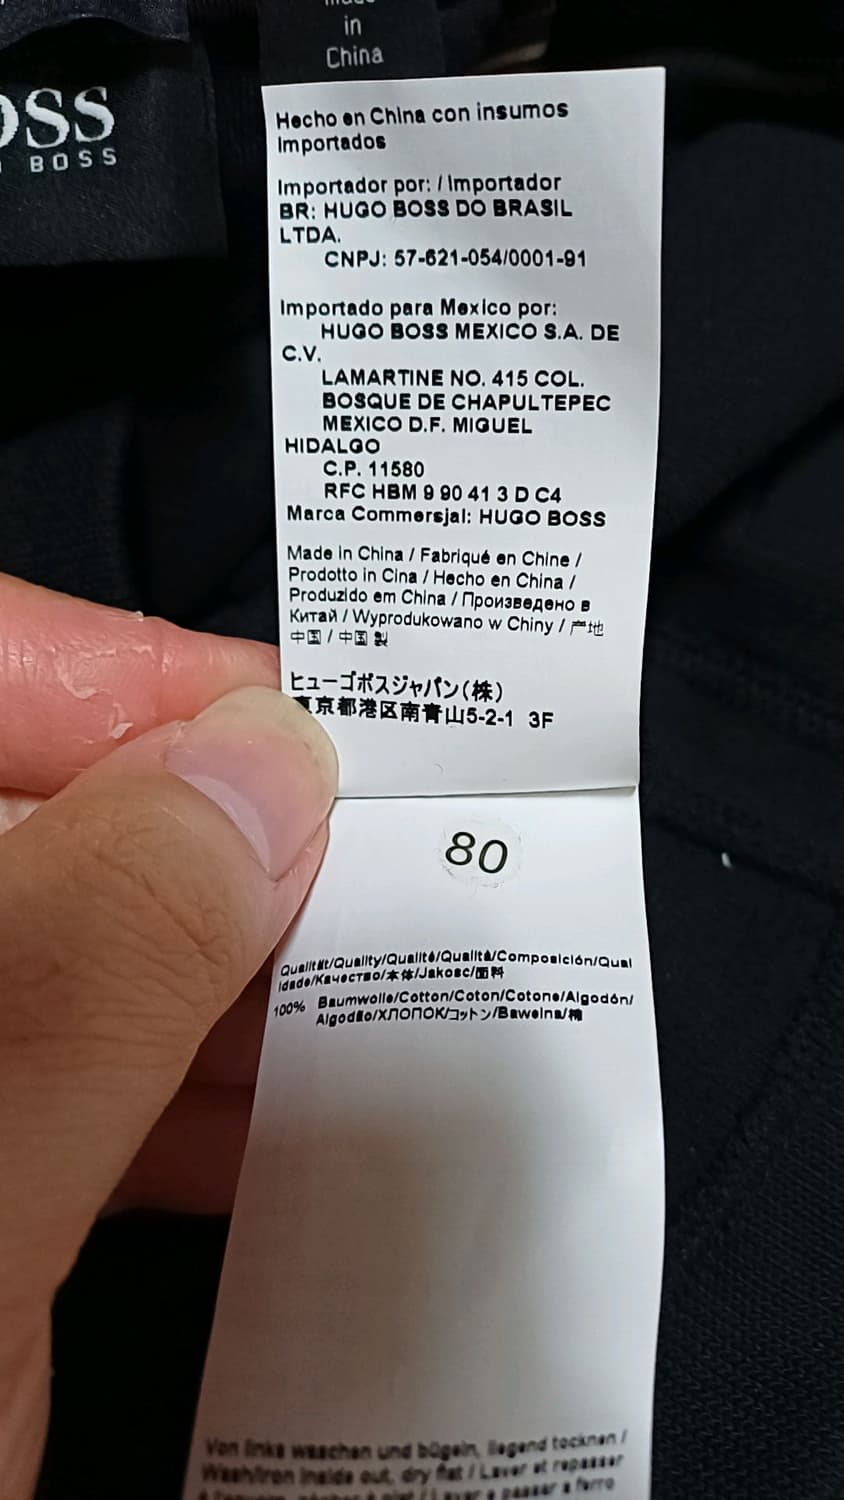 in
China
OSS
BOSS
Hecho en China con insumos
Importados
Importador por: / Importador
BR: HUGO BOSS DO BRASIL
LTDA.
CNPJ: 57-621-054/0001-91
Importado para Mexico por:
HUGO BOSS MEXICO S.A. DE
C.V.
LAMARTINE NO. 415 COL.
BOSQUE DE CHAPULTEPEC
MEXICO D.F. MIGUEL
HIDALGO
C.P. 11580
RFC HBM 9 90 41 3 D C4
Marca Commersjal: HUGO BOSS
Made in China / Fabriqué en Chine /
Prodotto in Cina / Hecho en China /
Produzido em China / Произведено в
Китай / Wyprodukowano w Chiny / 产地
中国 / 中国 製
ヒューゴボスジャパン(株)
東京都港区南青山5-2-1 3F
80
Qualität/Quality/Qualité/Qualità/Composición/Qual
idade/Качество/本体/Jakosc/面料
100% Baumwolle/Cotton/Coton/Cotone/Algodón/
Algodão/ХЛОПОК/コットン/Bawelna/棉
Von links waschen und bügeln, liegend tocknen /
Wash/Iron inside out, dry flat / Laver et repasser